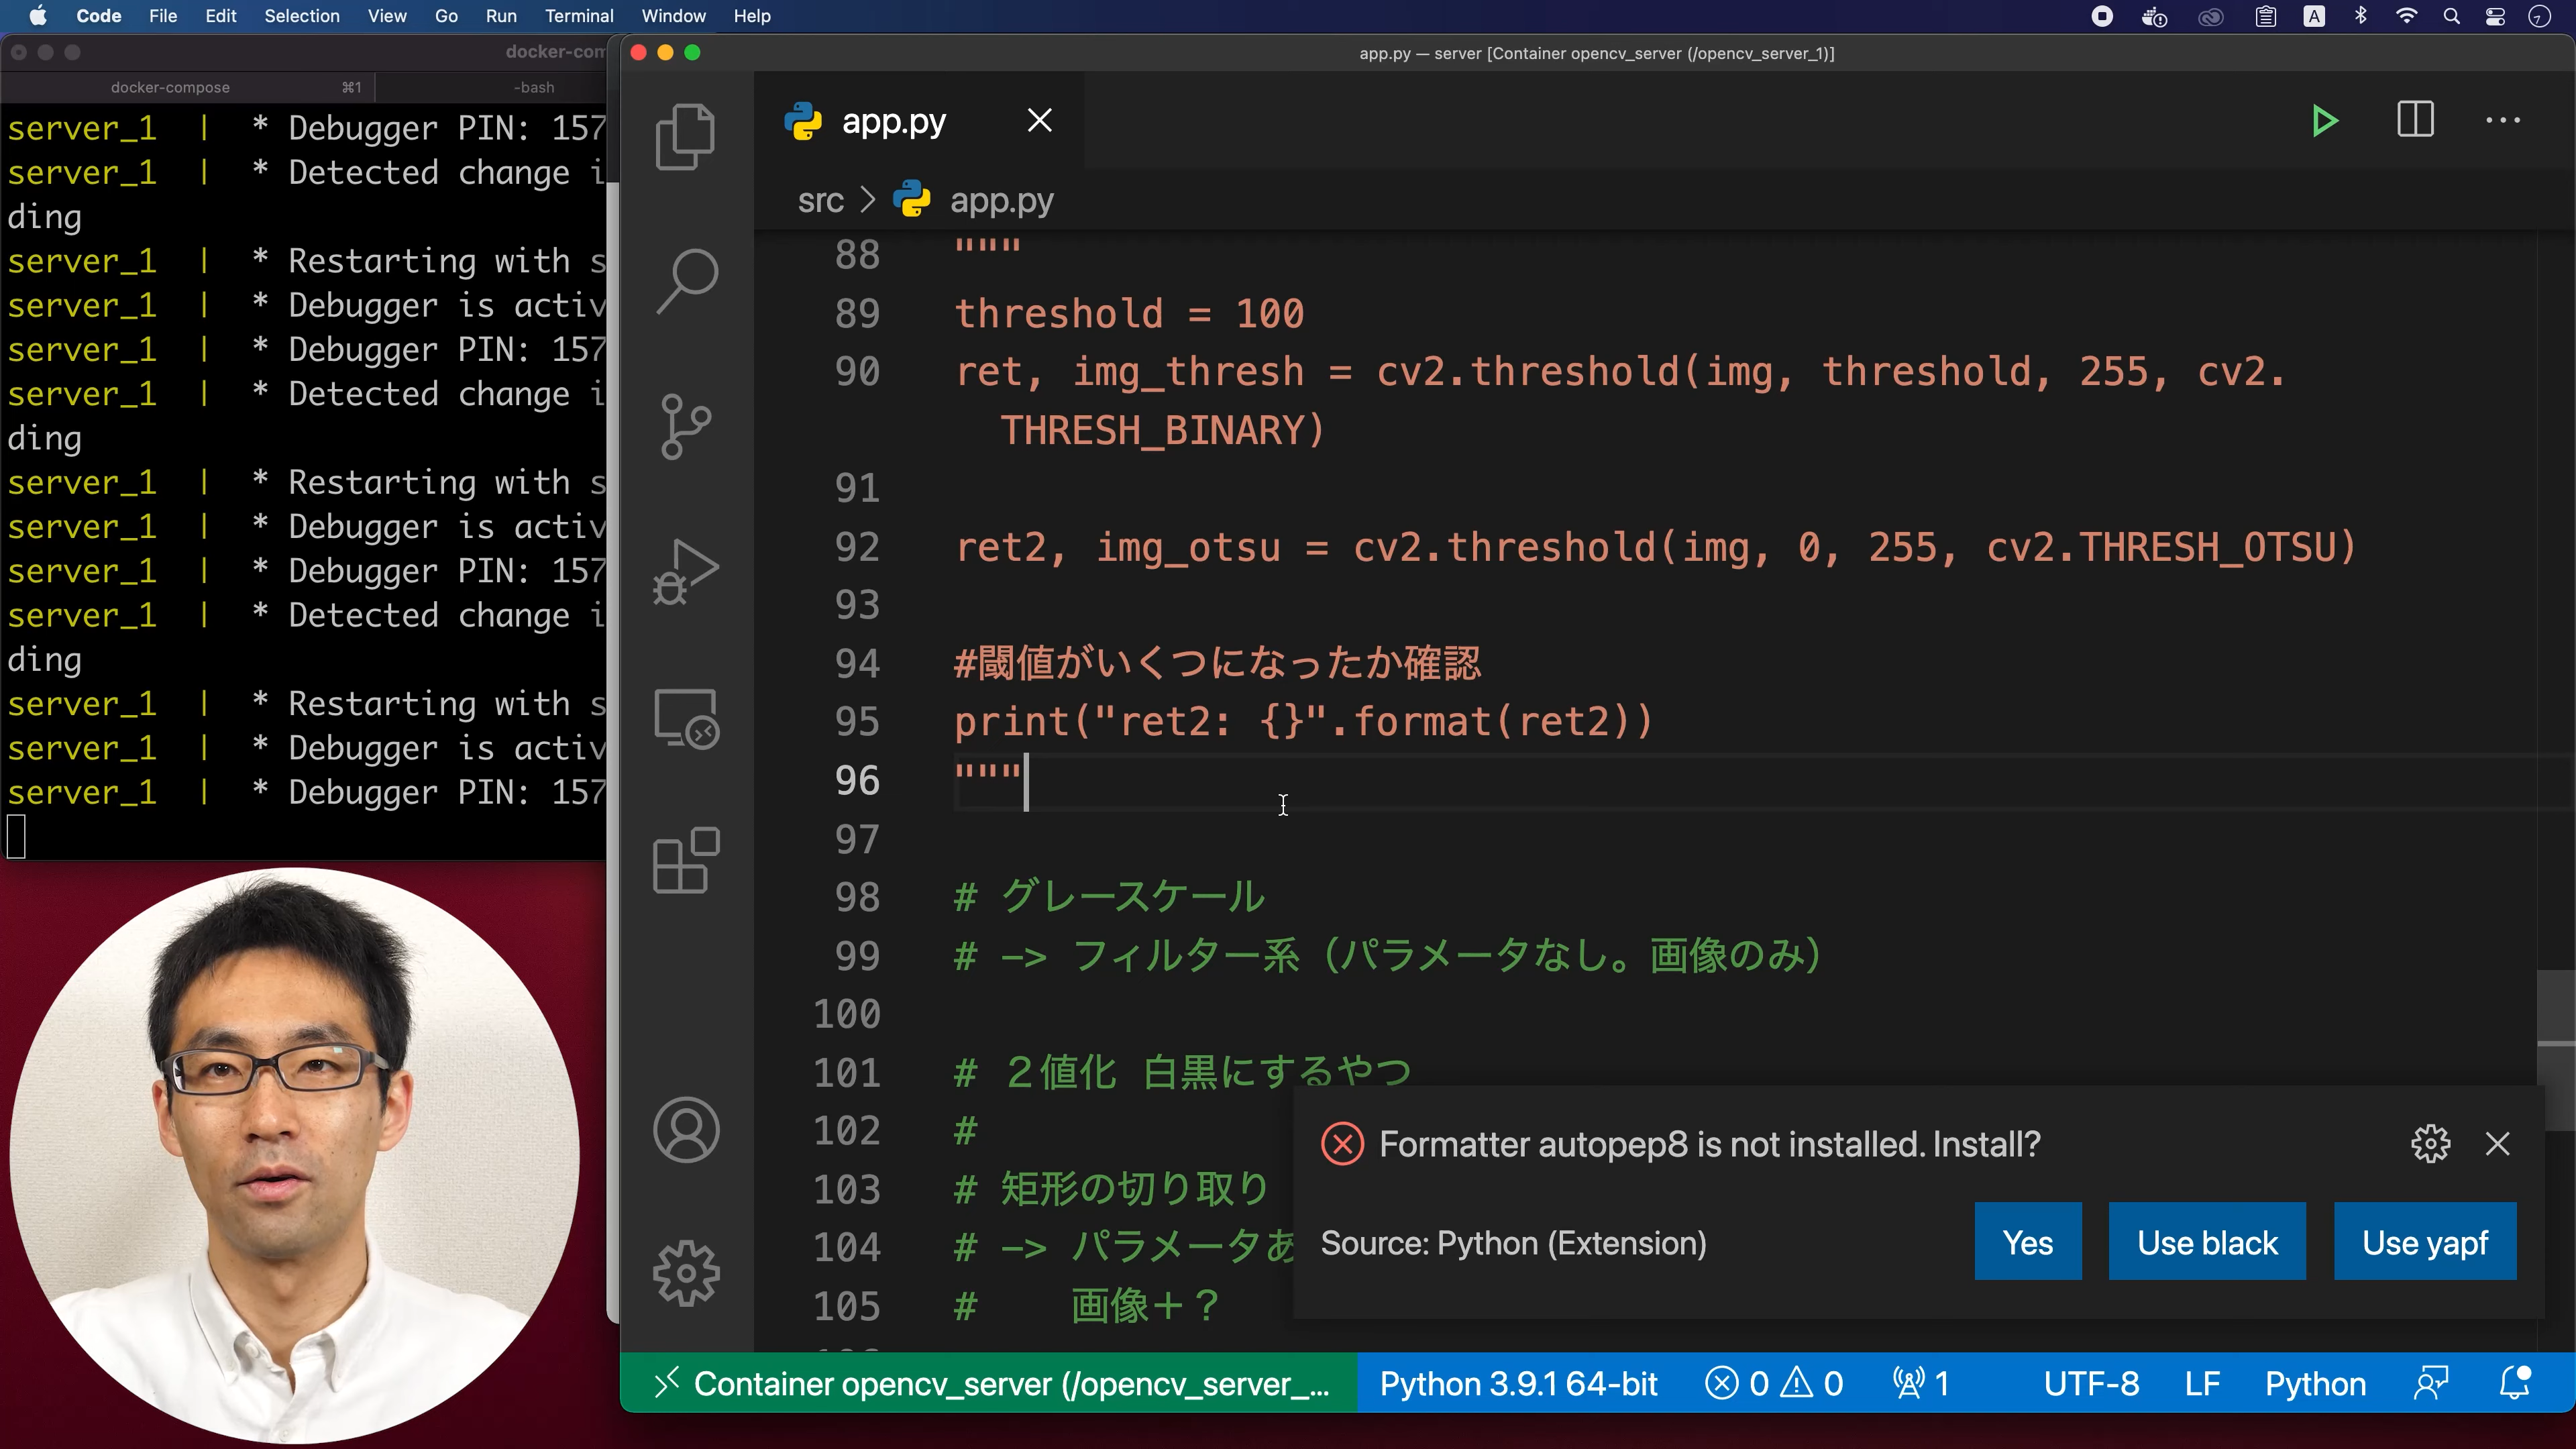 Code File Edit Selection View Go Run Terminal Window Help
A
docker-com
docker-compose ⌘1 -bash
server_1 | * Debugger PIN: 157
server_1 | * Detected change i
ding
server_1 | * Restarting with s
server_1 | * Debugger is activ
server_1 | * Debugger PIN: 157
server_1 | * Detected change i
ding
server_1 | * Restarting with s
server_1 | * Debugger is activ
server_1 | * Debugger PIN: 157
server_1 | * Detected change i
ding
server_1 | * Restarting with s
server_1 | * Debugger is activ
server_1 | * Debugger PIN: 157
app.py — server [Container opencv_server (/opencv_server_1)]
app.py
src > app.py
88 """
89 threshold = 100
90 ret, img_thresh = cv2.threshold(img, threshold, 255, cv2.
THRESH_BINARY)
91
92 ret2, img_otsu = cv2.threshold(img, 0, 255, cv2.THRESH_OTSU)
93
94 #閾値がいくつになったか確認
95 print("ret2: {}".format(ret2))
96 """
97
98 # グレースケール
99 # -> フィルター系（パラメータなし。画像のみ）
100
101 # ２値化 白黒にするやつ
102 #
103 # 矩形の切り取り
104 # -> パラメータあ
105 # 画像＋？
Formatter autopep8 is not installed. Install?
Source: Python (Extension)
Yes Use black Use yapf
Container opencv_server (/opencv_server_... Python 3.9.1 64-bit 0 0 1 UTF-8 LF Python